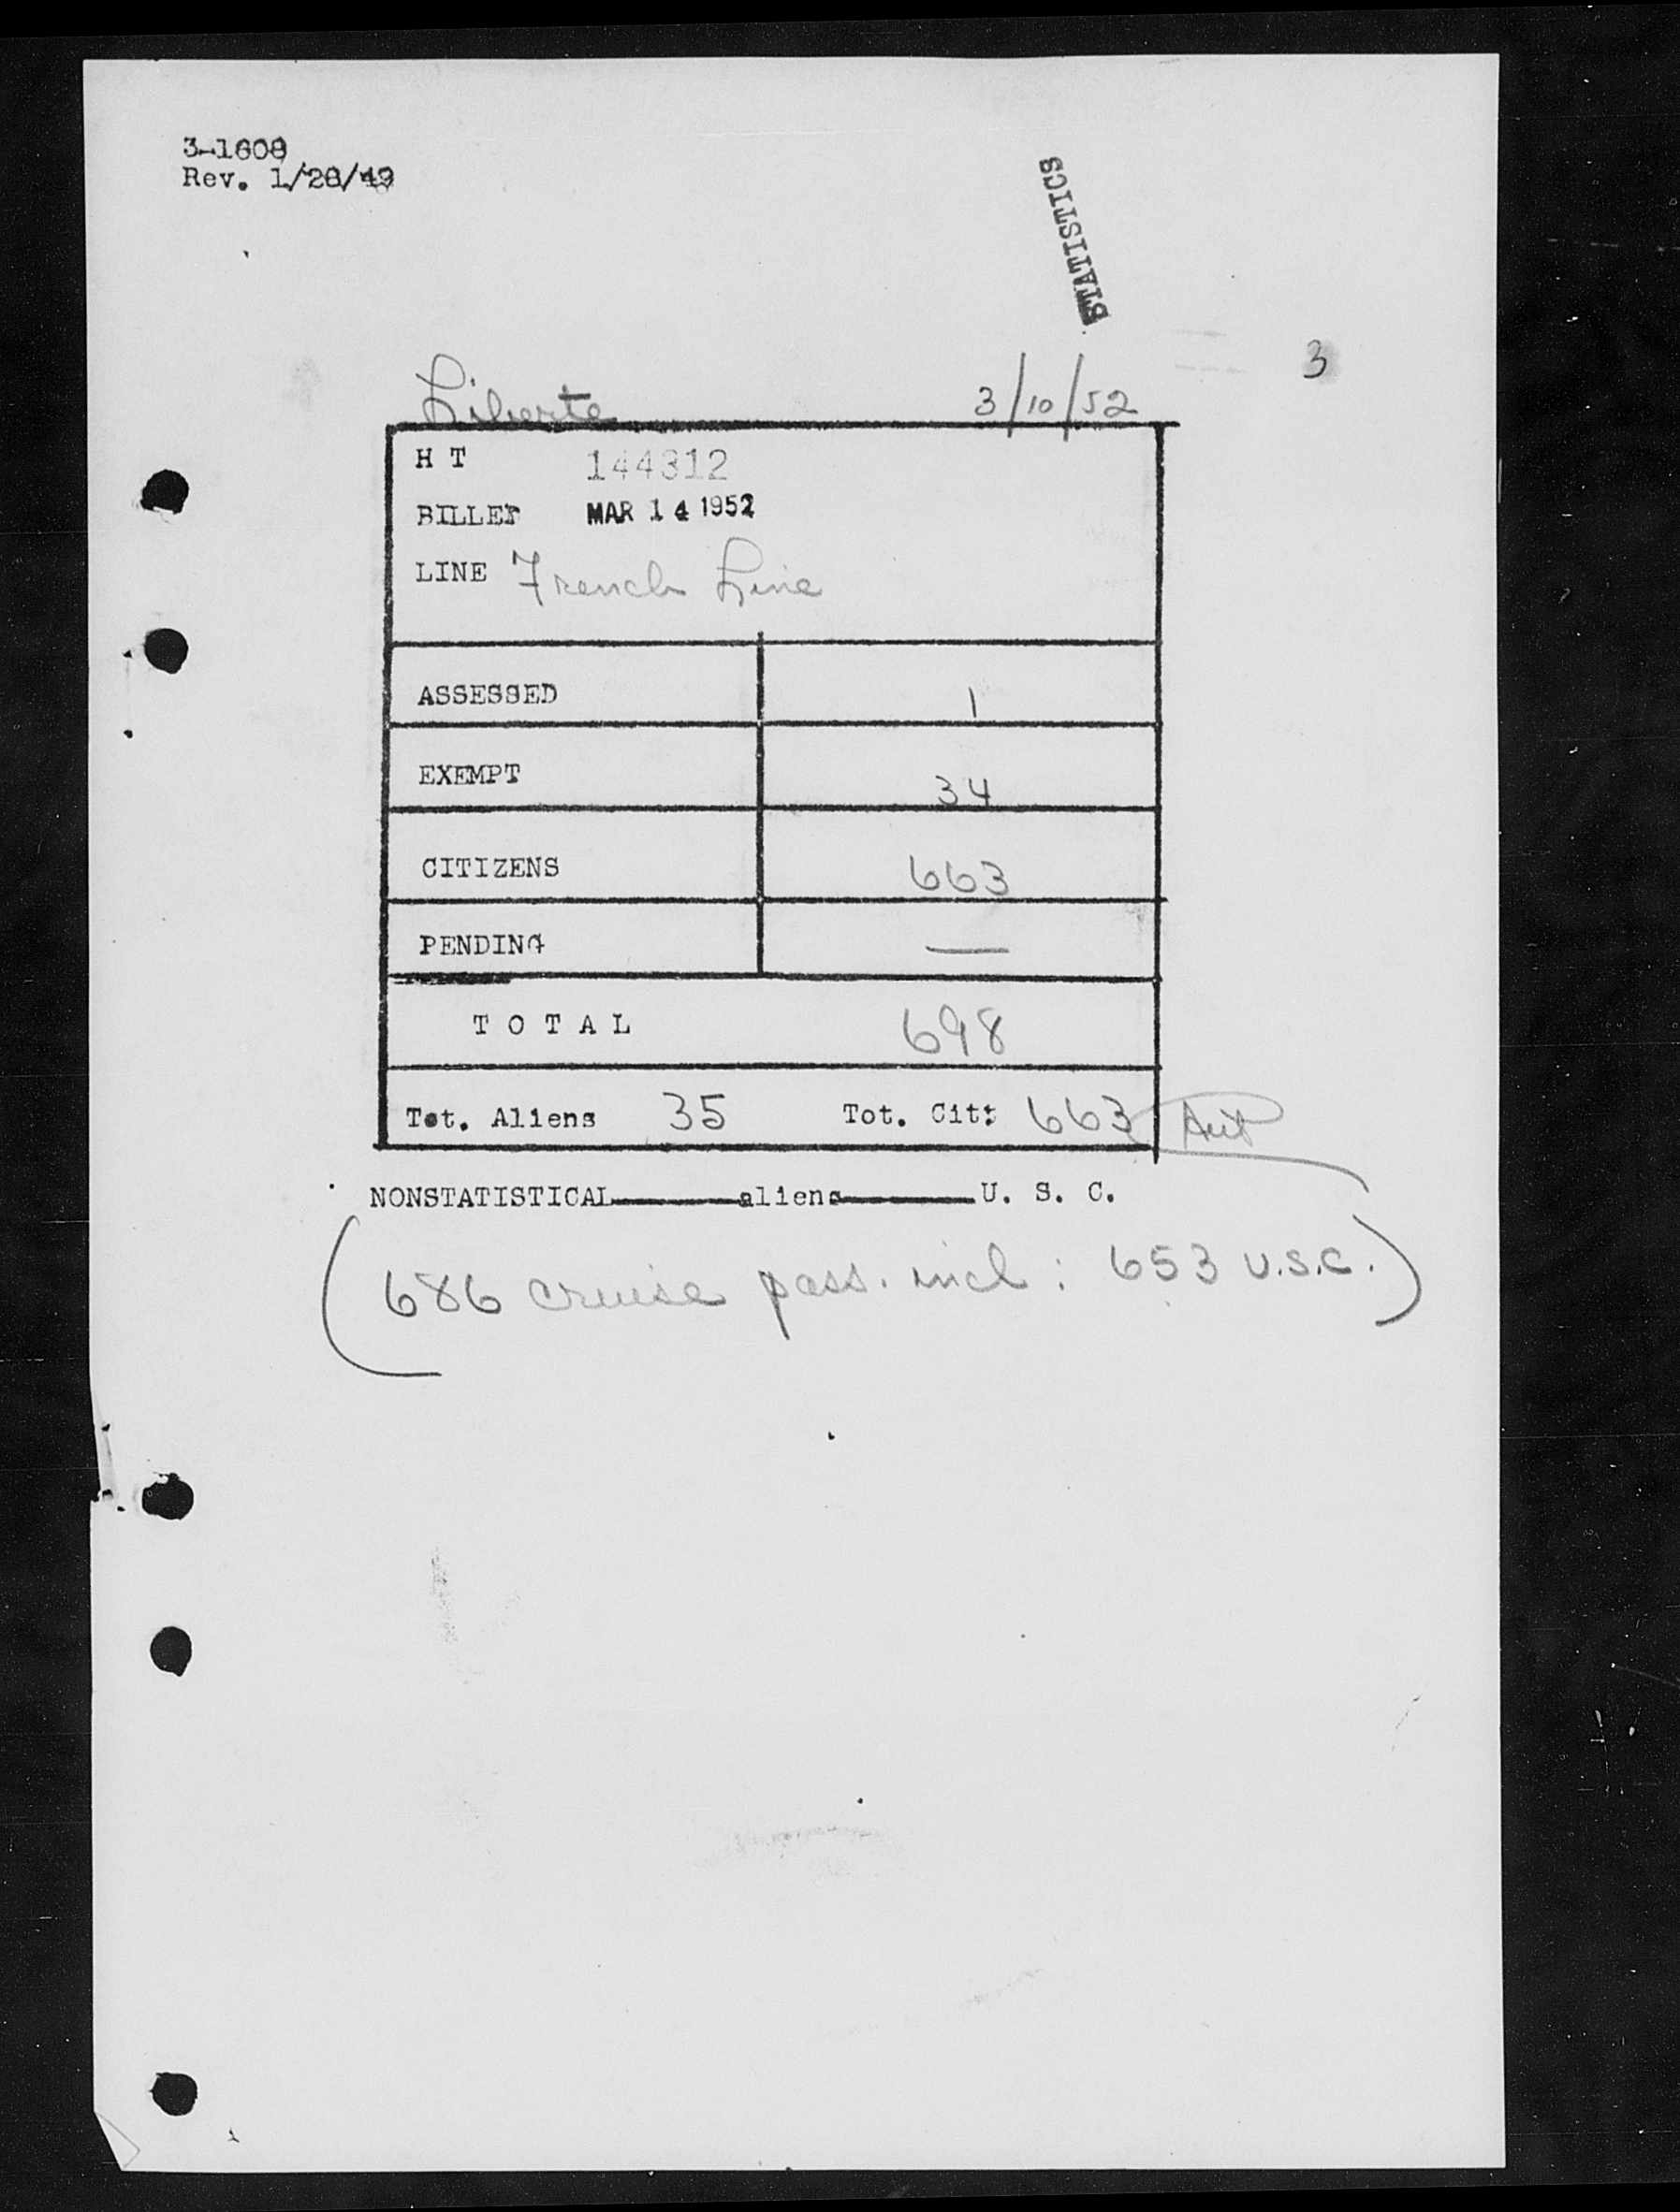 3-1608
Rev. 1/28/49
STATISTICS
3
Liberte 3/10/52
H T 144312
BILLET MAR 14 1952
LINE French Line
ASSESSED 1
EXEMPT 34
CITIZENS 663
PENDING —
T O T A L 698
Tot. Aliens 35 Tot. Cit: 663
NONSTATISTICAL———aliens———U. S. C.
(686 cruise pass. incl: 653 U.S.C.)